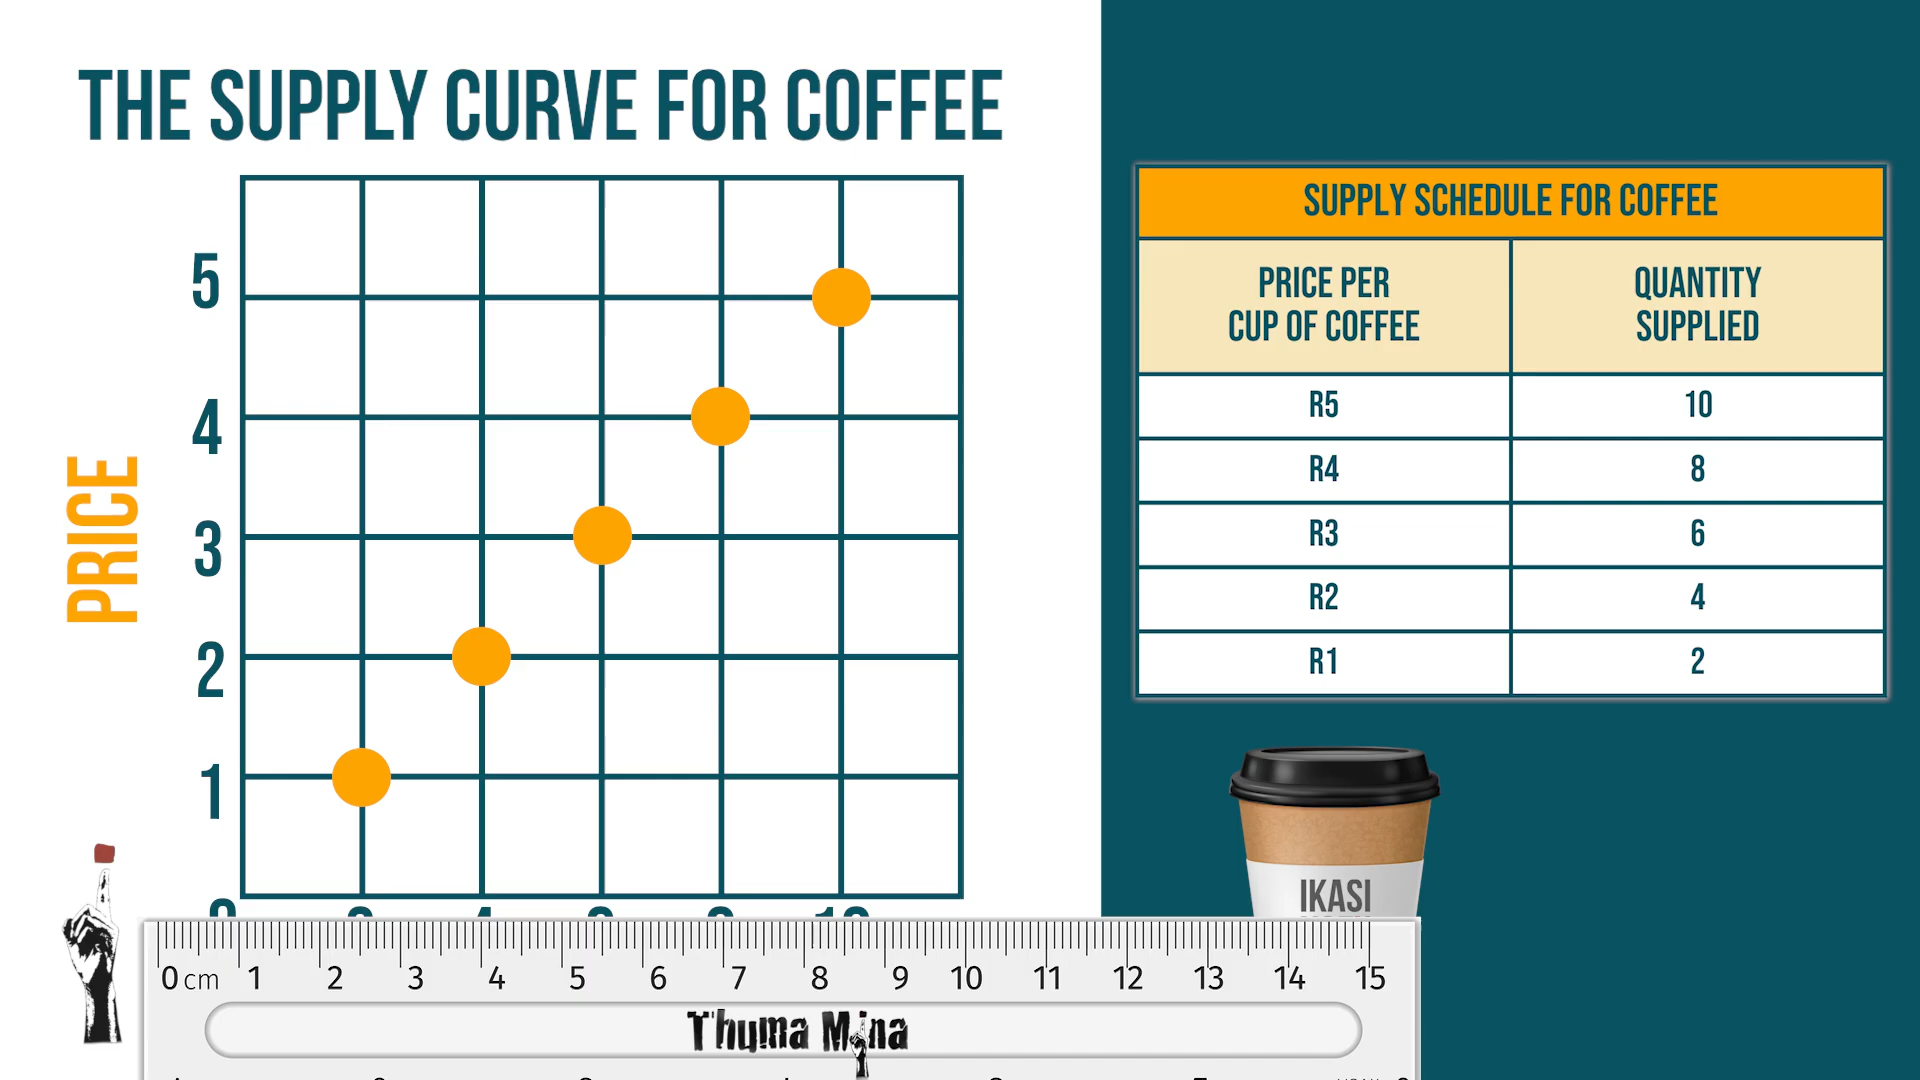 THE SUPPLY CURVE FOR COFFEE
5
4
3
2
1
PRICE
SUPPLY SCHEDULE FOR COFFEE
PRICE PER CUP OF COFFEE
QUANTITY SUPPLIED
R5 10
R4 8
R3 6
R2 4
R1 2
IKASI
0 cm 1 2 3 4 5 6 7 8 9 10 11 12 13 14 15
Thuma Mina